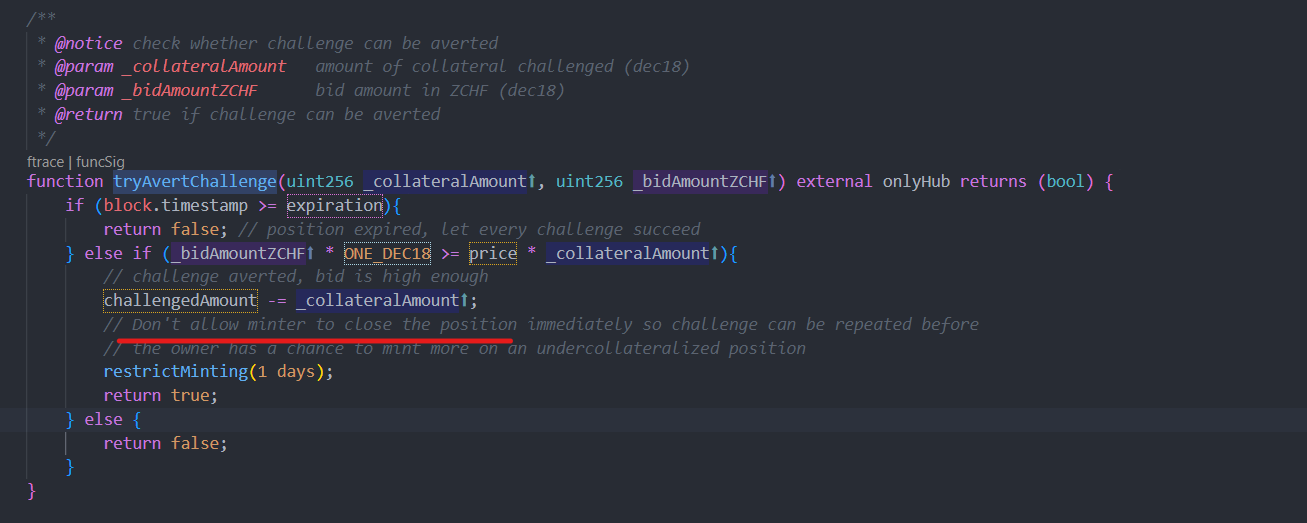 /**
 * @notice check whether challenge can be averted
 * @param _collateralAmount   amount of collateral challenged (dec18)
 * @param _bidAmountZCHF      bid amount in ZCHF (dec18)
 * @return true if challenge can be averted
 */
ftrace | funcSig
function tryAvertChallenge(uint256 _collateralAmount↑, uint256 _bidAmountZCHF↑) external onlyHub returns (bool) {
    if (block.timestamp >= expiration){
        return false; // position expired, let every challenge succeed
    } else if (_bidAmountZCHF↑ * ONE_DEC18 >= price * _collateralAmount↑){
        // challenge averted, bid is high enough
        challengedAmount -= _collateralAmount↑;
        // Don't allow minter to close the position immediately so challenge can be repeated before
        // the owner has a chance to mint more on an undercollateralized position
        restrictMinting(1 days);
        return true;
    } else {
        return false;
    }
}